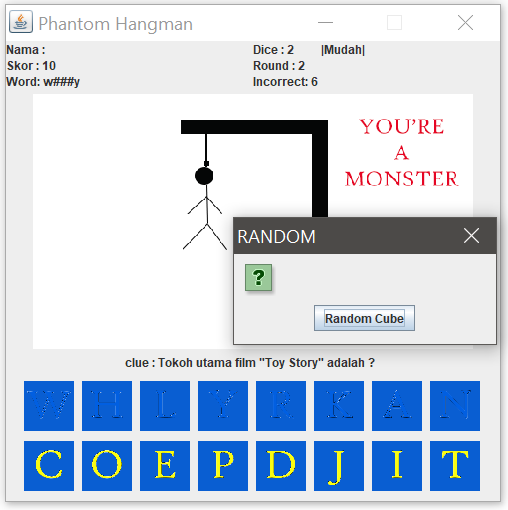 Phantom Hangman
Nama :
Dice : 2 |Mudah|
Skor : 10
Round : 2
Word: w###y
Incorrect: 6
YOU'RE
A
MONSTER
RANDOM
?
Random Cube
clue : Tokoh utama film "Toy Story" adalah ?
W H L Y R K A N
C O E P D J I T